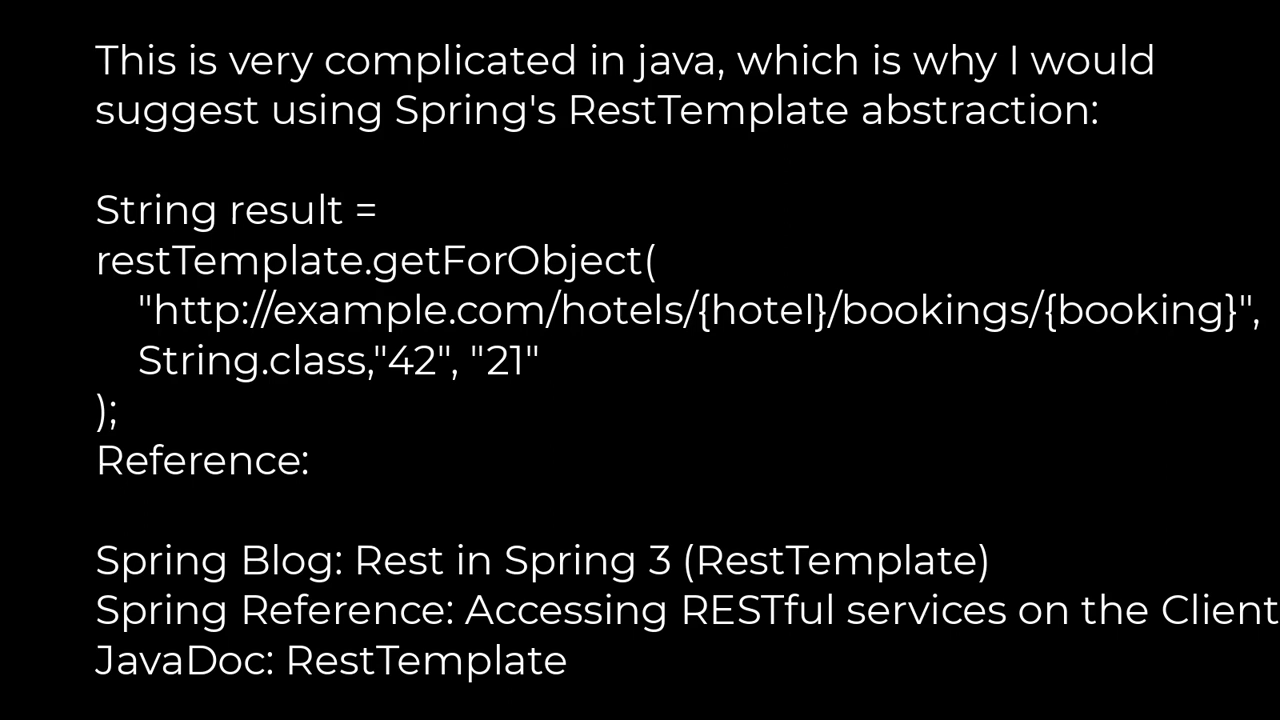 This is very complicated in java, which is why I would
suggest using Spring's RestTemplate abstraction:
String result =
restTemplate.getForObject(
"http://example.com/hotels/{hotel}/bookings/{booking}",
String.class,"42", "21"
);
Reference:
Spring Blog: Rest in Spring 3 (RestTemplate)
Spring Reference: Accessing RESTful services on the Client
JavaDoc: RestTemplate